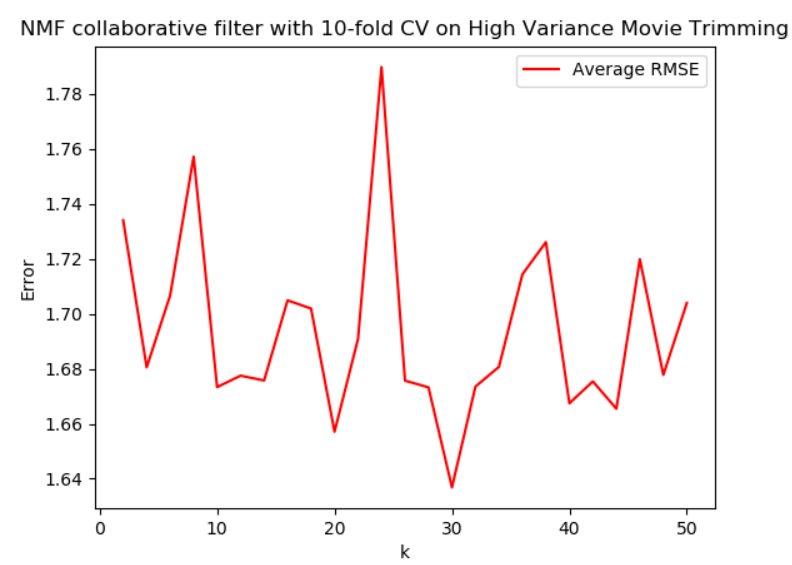 NMF collaborative filter with 10-fold CV on High Variance Movie Trimming
Average RMSE
1.78
1.76
1.74
1.72
1.70
1.68
1.66
1.64
Error
0 10 20 30 40 50
k